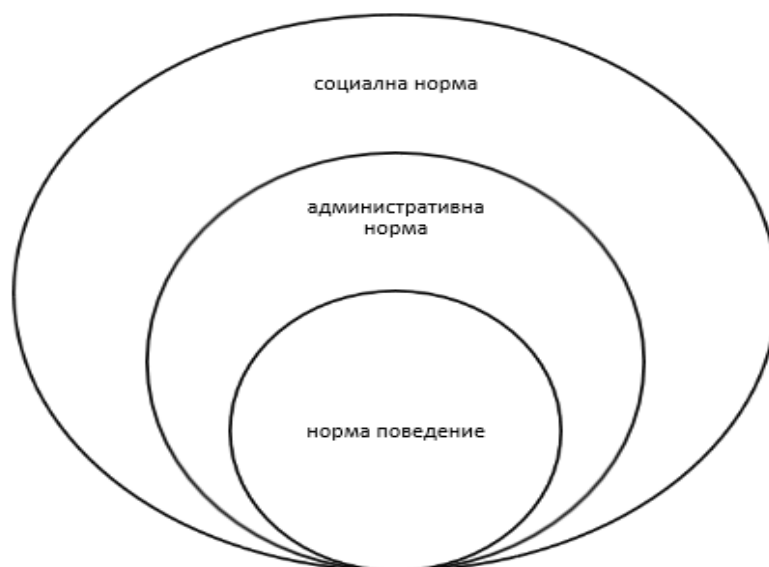 социална норма
административна
норма
норма поведение